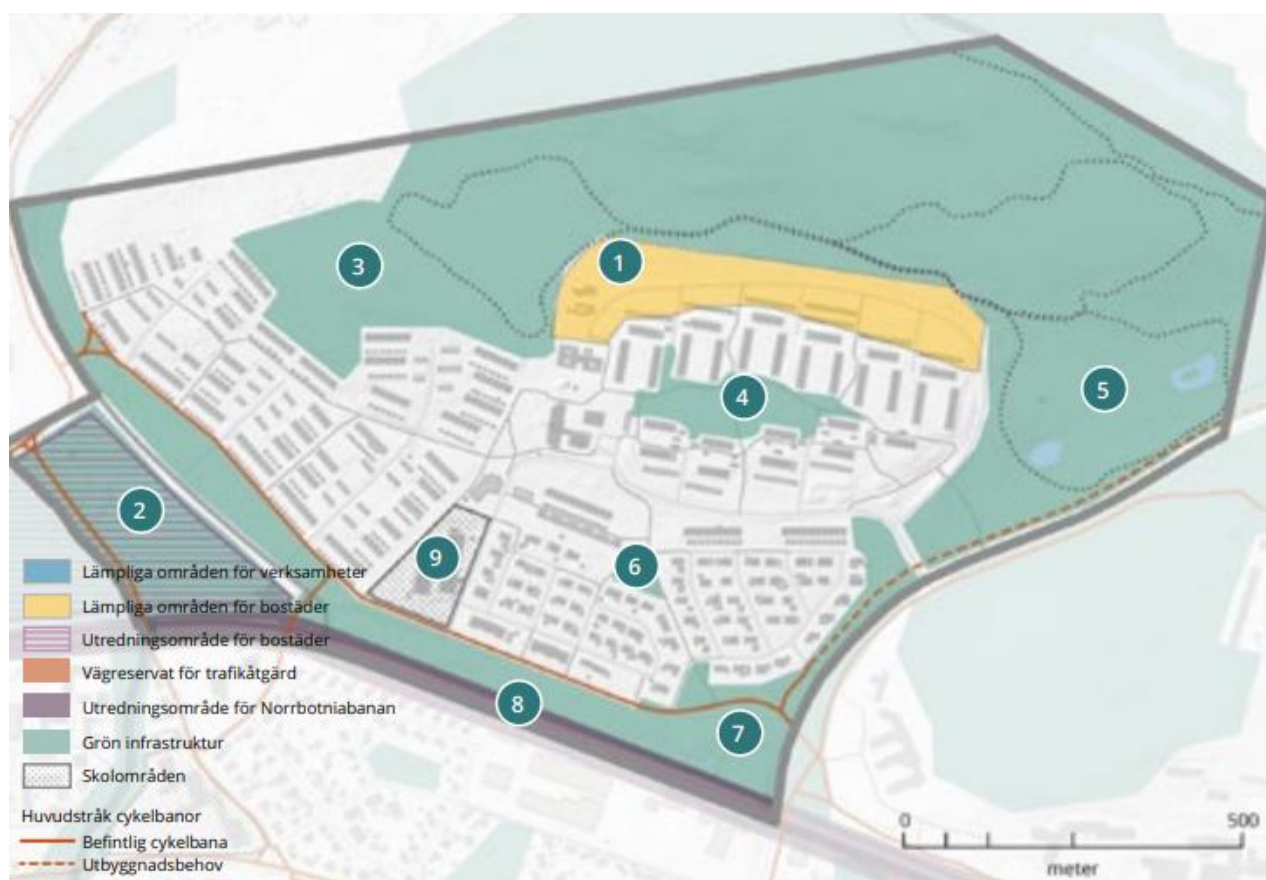 1
3
5
4
2
9
6
8
7
Lämpliga områden för verksamheter
Lämpliga områden för bostäder
Utredningsområde för bostäder
Vägreservat för trafikåtgärd
Utredningsområde för Norrbotniabanan
Grön infrastruktur
Skolområden
Huvudstråk cykelbanor
Befintlig cykelbana
Utbyggnadsbehov
0 500
meter